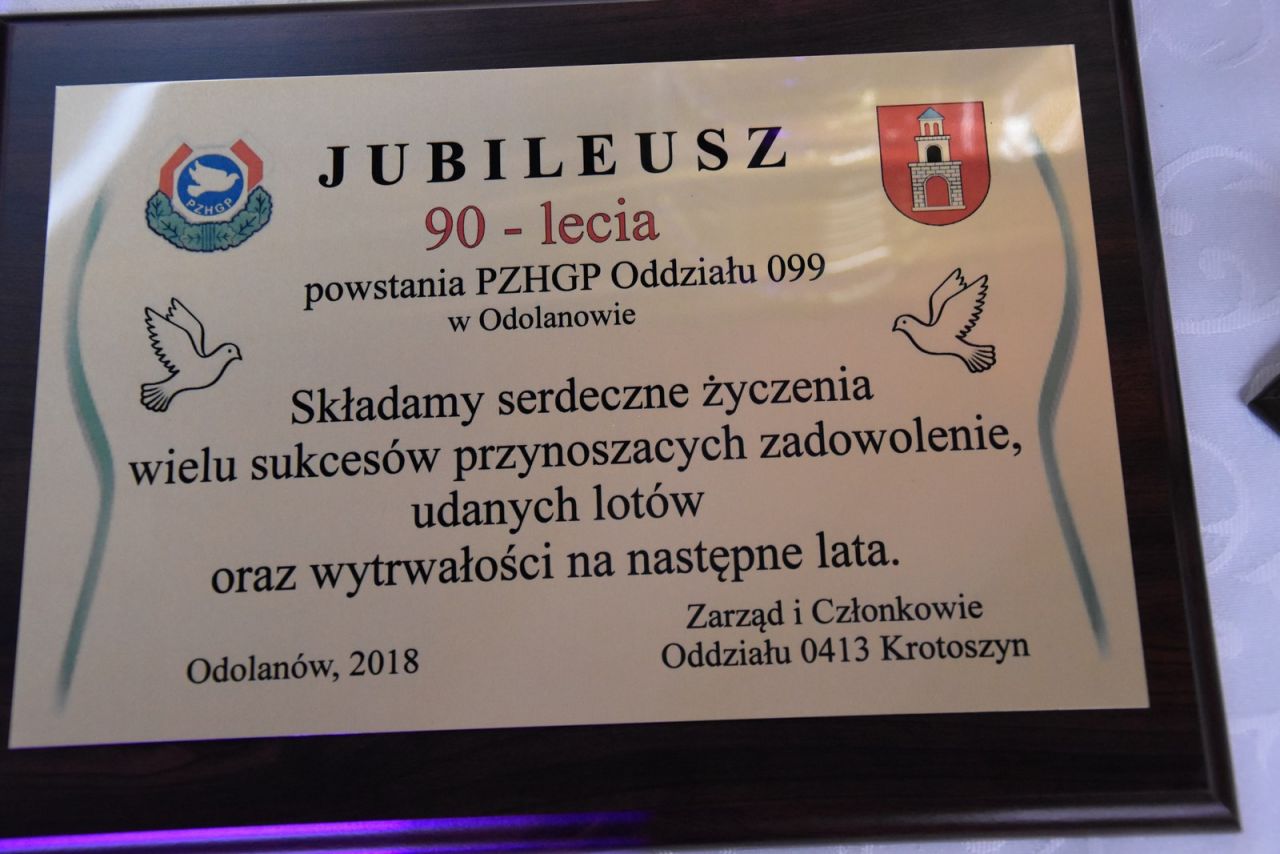 JUBILEUSZ
90 - lecia
powstania PZHGP Oddziału 099
w Odolanowie
PZHGP
Składamy serdeczne życzenia
wielu sukcesów przynoszacych zadowolenie,
udanych lotów
oraz wytrwałości na następne lata.
Zarząd i Członkowie
Oddziału 0413 Krotoszyn
Odolanów, 2018